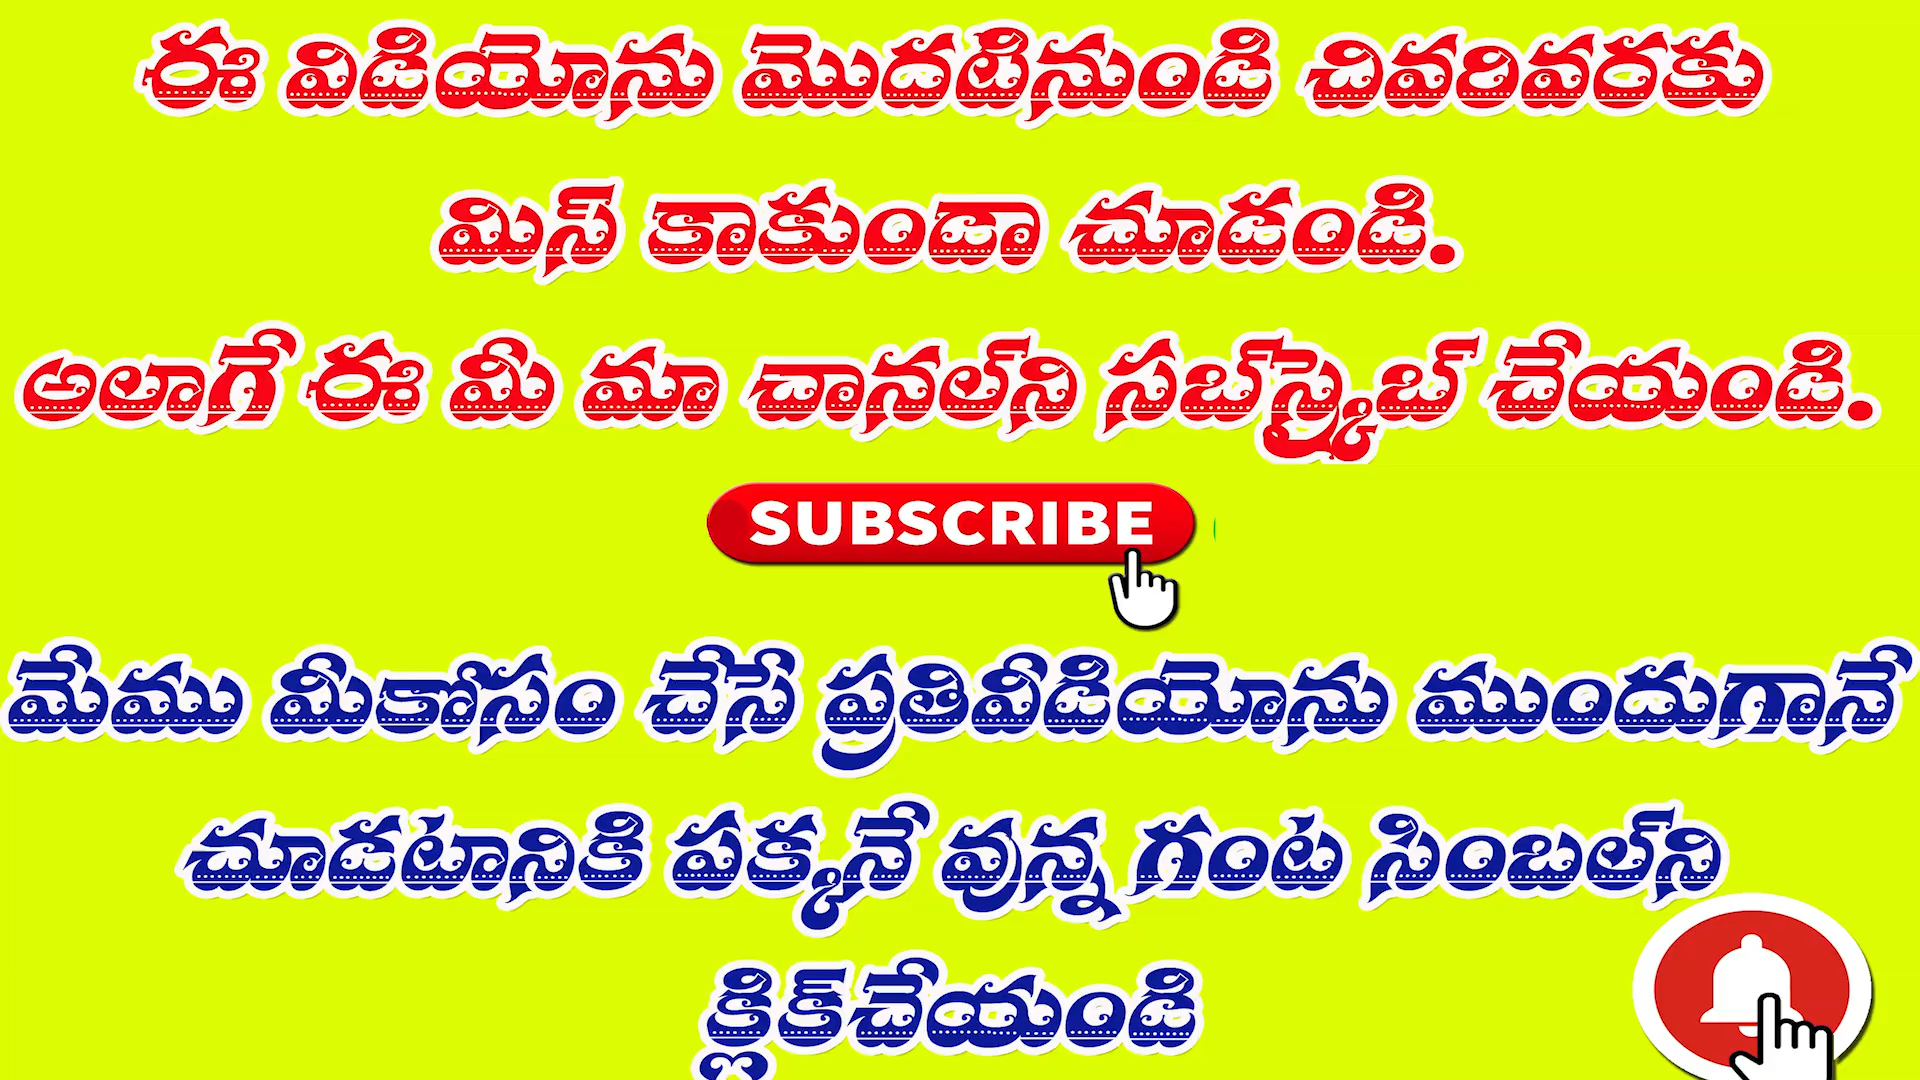 ఈ విడియోను మొదటినుండి చివరివరకు
మిస్ కాకుండా చూడండి.
అలాగే ఈ మీ మా చానల్‌ని సబ్‌స్క్రైబ్ చేయండి.
SUBSCRIBE
మేము మీకోసం చేసే ప్రతివీడియోను ముందుగానే
చూడటానికి పక్కనే వున్న గంట సింబల్‌ని
క్లిక్‌చేయండి